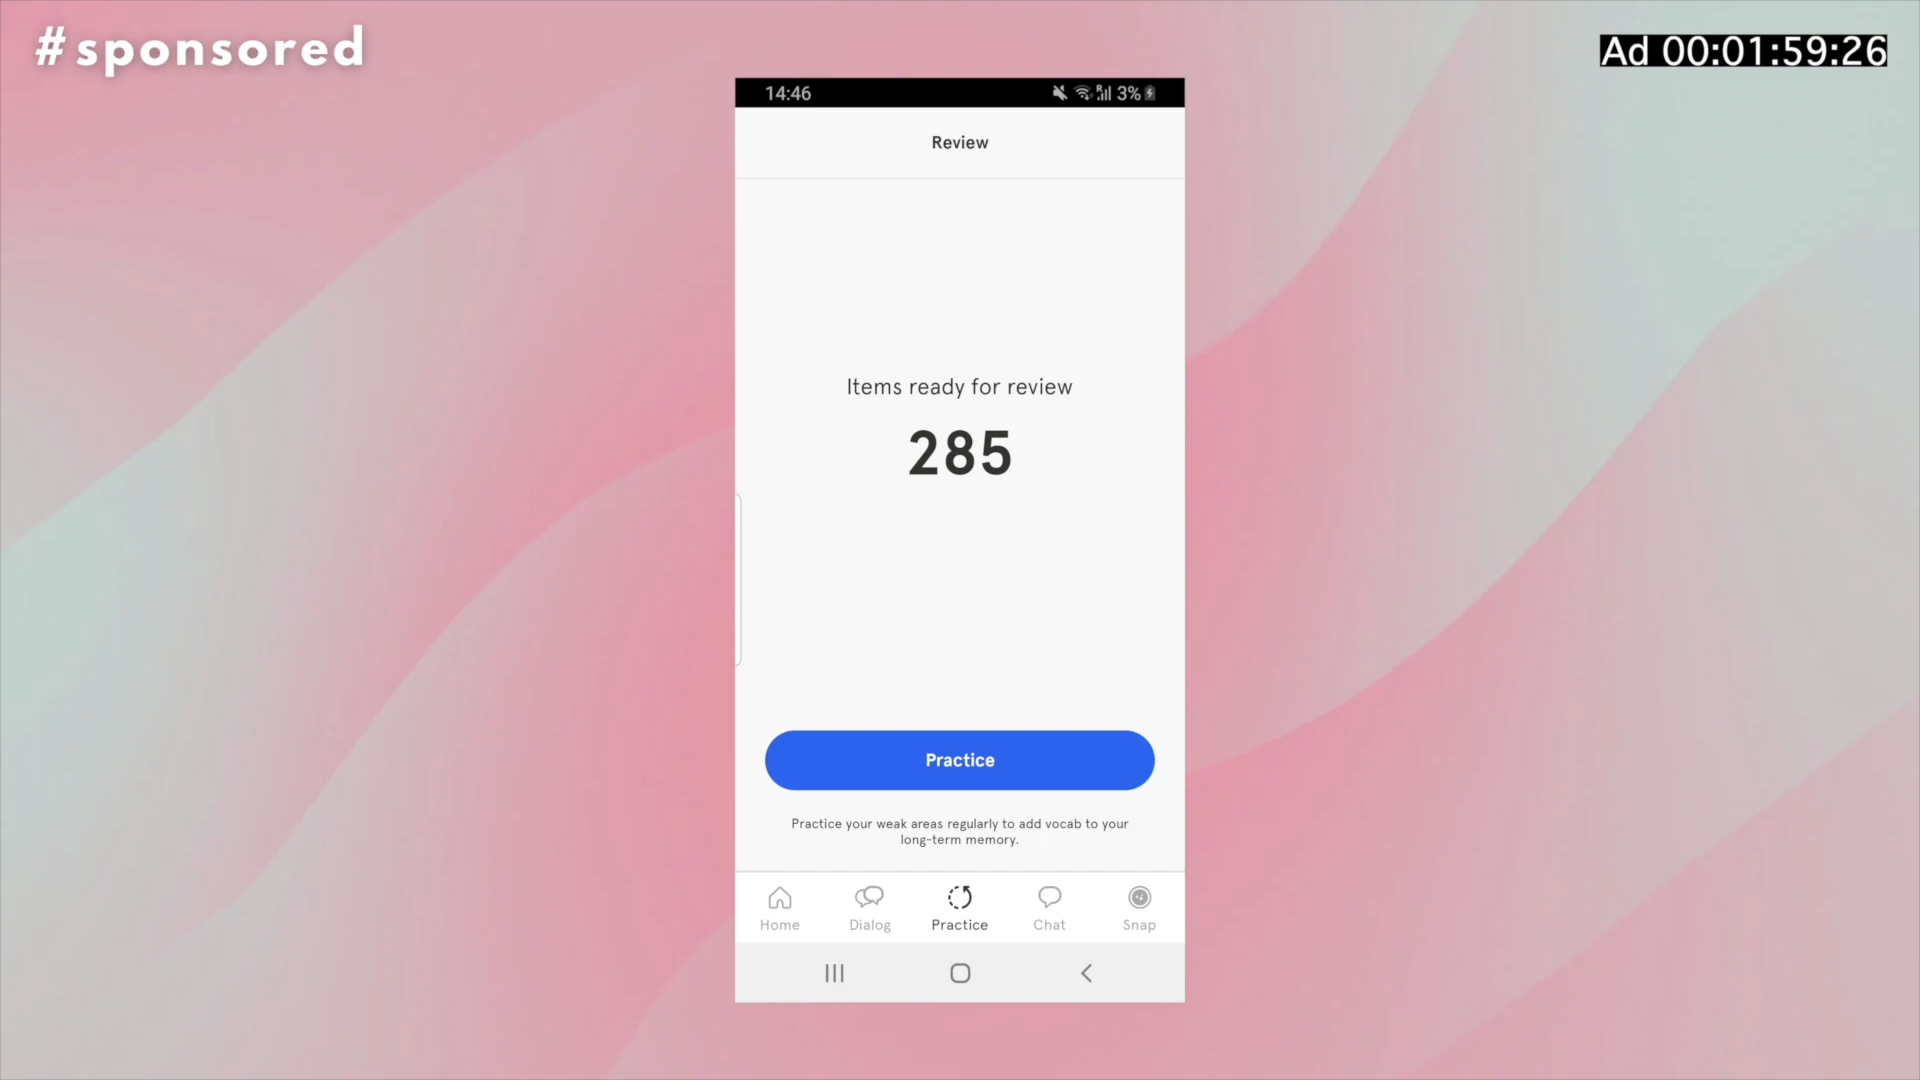 #sponsored
Ad 00:01:59:26
14:46
3%
Review
Items ready for review
285
Practice
Practice your weak areas regularly to add vocab to your
long-term memory.
Home
Dialog
Practice
Chat
Snap